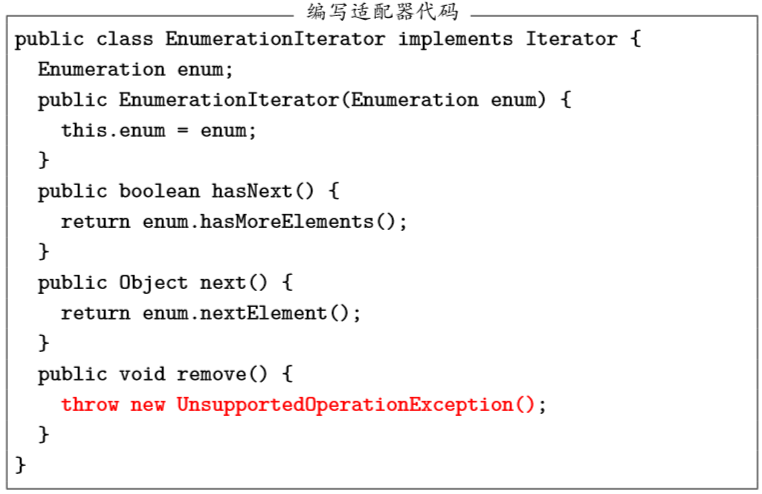 编写适配器代码
public class EnumerationIterator implements Iterator {
  Enumeration enum;
  public EnumerationIterator(Enumeration enum) {
    this.enum = enum;
  }
  public boolean hasNext() {
    return enum.hasMoreElements();
  }
  public Object next() {
    return enum.nextElement();
  }
  public void remove() {
    throw new UnsupportedOperationException();
  }
}